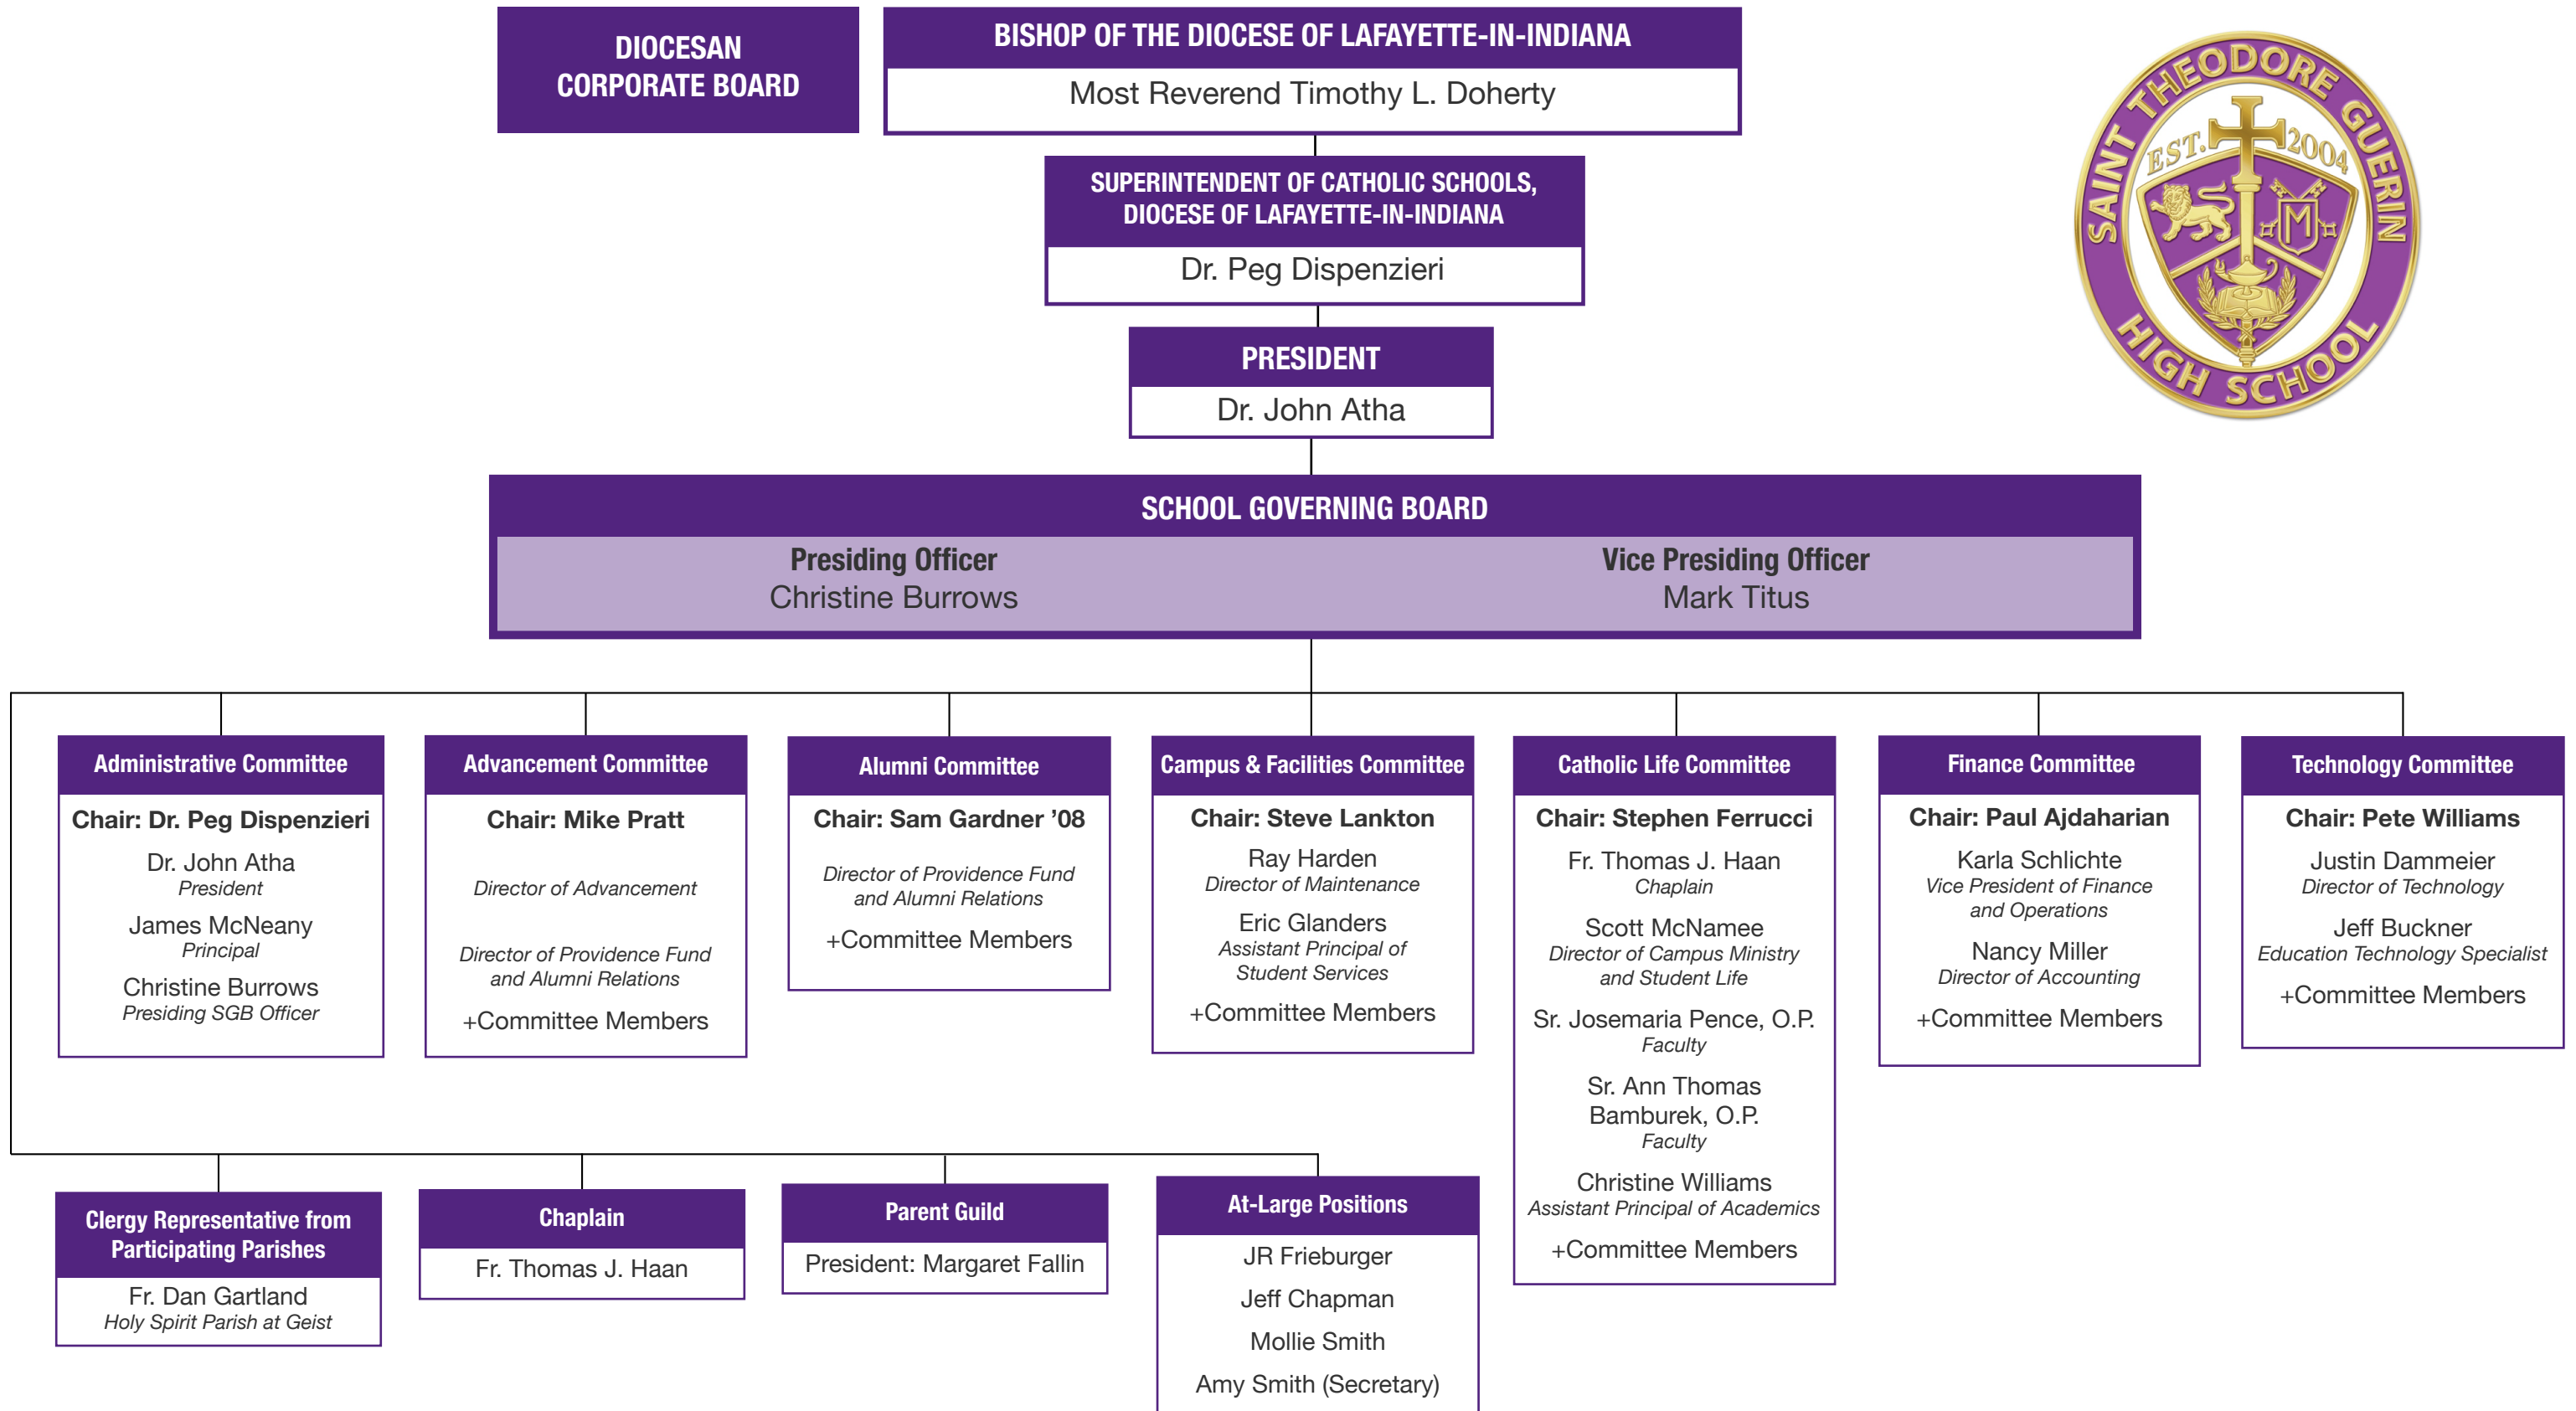 DIOCESAN
CORPORATE BOARD
BISHOP OF THE DIOCESE OF LAFAYETTE-IN-INDIANA
Most Reverend Timothy L. Doherty
SAINT THEODORE GUERIN
HIGH SCHOOL
EST. 2004
M
SUPERINTENDENT OF CATHOLIC SCHOOLS,
DIOCESE OF LAFAYETTE-IN-INDIANA
Dr. Peg Dispenzieri
PRESIDENT
Dr. John Atha
SCHOOL GOVERNING BOARD
Presiding Officer
Christine Burrows
Vice Presiding Officer
Mark Titus
Administrative Committee
Chair: Dr. Peg Dispenzieri
Dr. John Atha
President
James McNeany
Principal
Christine Burrows
Presiding SGB Officer
Advancement Committee
Chair: Mike Pratt
Director of Advancement
Director of Providence Fund
and Alumni Relations
+Committee Members
Alumni Committee
Chair: Sam Gardner ’08
Director of Providence Fund
and Alumni Relations
+Committee Members
Campus & Facilities Committee
Chair: Steve Lankton
Ray Harden
Director of Maintenance
Eric Glanders
Assistant Principal of
Student Services
+Committee Members
Catholic Life Committee
Chair: Stephen Ferrucci
Fr. Thomas J. Haan
Chaplain
Scott McNamee
Director of Campus Ministry
and Student Life
Sr. Josemaria Pence, O.P.
Faculty
Sr. Ann Thomas
Bamburek, O.P.
Faculty
Christine Williams
Assistant Principal of Academics
+Committee Members
Finance Committee
Chair: Paul Ajdaharian
Karla Schlichte
Vice President of Finance
and Operations
Nancy Miller
Director of Accounting
+Committee Members
Technology Committee
Chair: Pete Williams
Justin Dammeier
Director of Technology
Jeff Buckner
Education Technology Specialist
+Committee Members
Clergy Representative from
Participating Parishes
Fr. Dan Gartland
Holy Spirit Parish at Geist
Chaplain
Fr. Thomas J. Haan
Parent Guild
President: Margaret Fallin
At-Large Positions
JR Frieburger
Jeff Chapman
Mollie Smith
Amy Smith (Secretary)